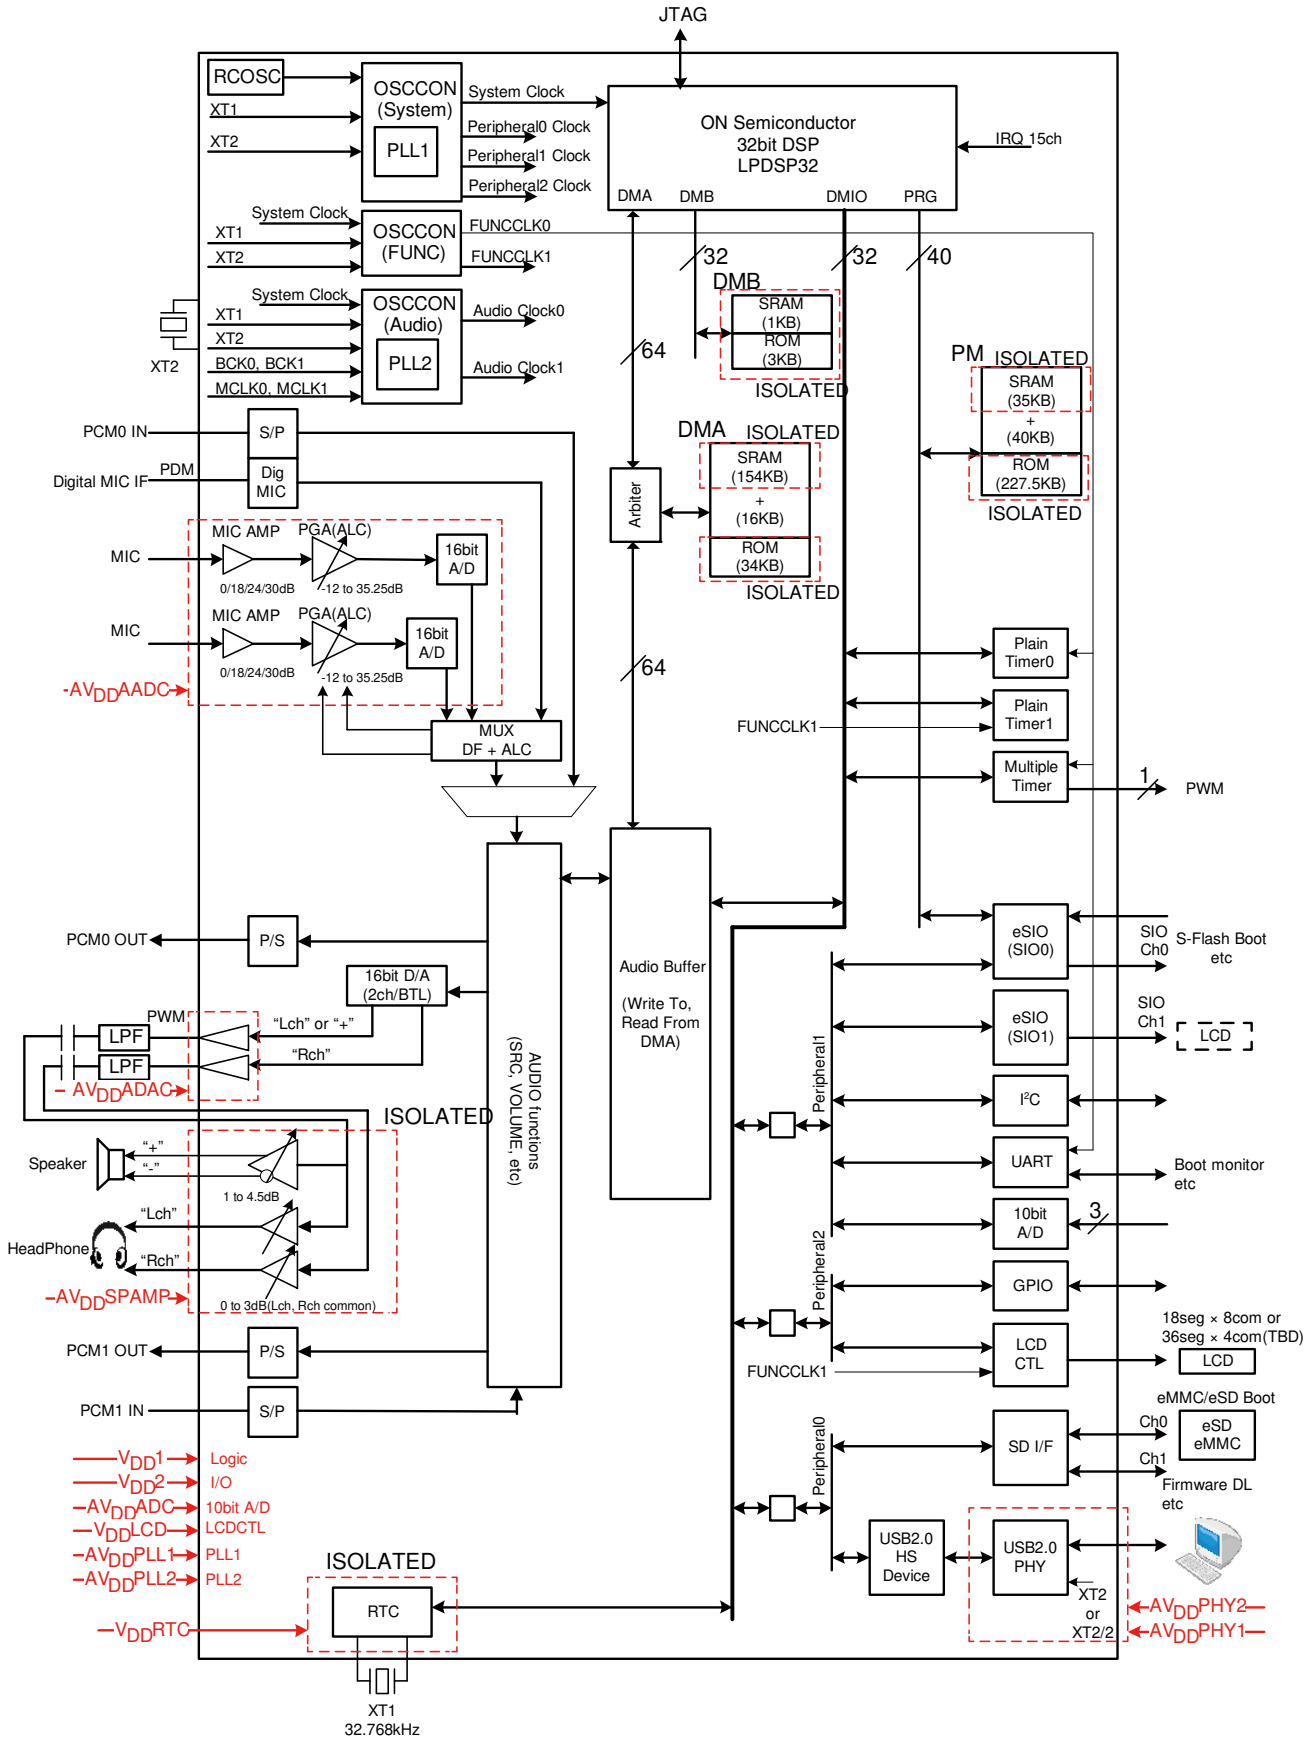 JTAG
RCOSC
OSCCON
(System)
PLL1
XT1
XT2
System Clock
Peripheral0 Clock
Peripheral1 Clock
Peripheral2 Clock
ON Semiconductor
32bit DSP
LPDSP32
DMA
DMB
DMIO
PRG
IRQ 15ch
System Clock
XT1
XT2
OSCCON
(FUNC)
FUNCCLK0
FUNCCLK1
32
32
40
System Clock
XT1
XT2
BCK0, BCK1
MCLK0, MCLK1
OSCCON
(Audio)
PLL2
Audio Clock0
Audio Clock1
XT2
DMB
SRAM
(1KB)
ROM
(3KB)
ISOLATED
64
PM
ISOLATED
SRAM
(35KB)
+
(40KB)
ROM
(227.5KB)
ISOLATED
PCM0 IN
S/P
Digital MIC IF
PDM
Dig
MIC
DMA
ISOLATED
SRAM
(154KB)
+
(16KB)
ROM
(34KB)
ISOLATED
Arbiter
MIC
MIC AMP
PGA(ALC)
16bit
A/D
0/18/24/30dB
-12 to 35.25dB
MIC
MIC AMP
PGA(ALC)
16bit
A/D
0/18/24/30dB
-12 to 35.25dB
AVDDAADC
64
MUX
DF + ALC
Plain
Timer0
Plain
Timer1
FUNCCLK1
Multiple
Timer
1
PWM
PCM0 OUT
P/S
16bit D/A
(2ch/BTL)
PWM
LPF
"Lch" or "+"
LPF
"Rch"
AVDDADAC
AUDIO functions
(SRC, VOLUME, etc)
Audio Buffer
(Write To,
Read From
DMA)
eSIO
(SIO0)
SIO
Ch0
S-Flash Boot
etc
eSIO
(SIO1)
SIO
Ch1
LCD
Peripheral1
I²C
UART
Boot monitor
etc
10bit
A/D
3
ISOLATED
Speaker
"+"
"-"
1 to 4.5dB
HeadPhone
"Lch"
"Rch"
0 to 3dB(Lch, Rch common)
AVDDSPAMP
Peripheral2
GPIO
LCD
CTL
FUNCCLK1
18seg × 8com or
36seg × 4com(TBD)
LCD
PCM1 OUT
P/S
PCM1 IN
S/P
Peripheral0
SD I/F
Ch0
Ch1
eMMC/eSD Boot
eSD
eMMC
Firmware DL
etc
VDD1
Logic
VDD2
I/O
AVDDADC
10bit A/D
VDDLCD
LCDCTL
AVDDPLL1
PLL1
AVDDPLL2
PLL2
USB2.0
HS
Device
USB2.0
PHY
XT2
or
XT2/2
AVDDPHY2
AVDDPHY1
ISOLATED
RTC
VDDRTC
XT1
32.768kHz